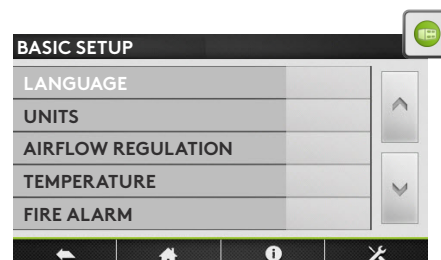 BASIC SETUP
LANGUAGE
UNITS
AIRFLOW REGULATION
TEMPERATURE
FIRE ALARM